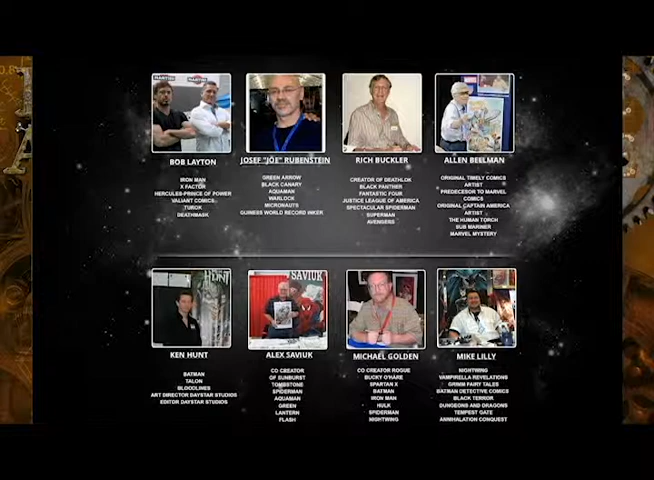 BOB LAYTON
IRON MAN
X FACTOR
HERCULES-PRINCE OF POWER
VALIANT COMICS
TUROK
DEATHMASK
JOSEF "JOE" RUBENSTEIN
GREEN ARROW
BLACK CANARY
AQUAMAN
WARLOCK
MICRONAUTS
GUINESS WORLD RECORD INKER
RICH BUCKLER
CREATOR OF DEATHLOK
BLACK PANTHER
FANTASTIC FOUR
JUSTICE LEAGUE OF AMERICA
SPECTACULAR SPIDERMAN
SUPERMAN
AVENGERS
ALLEN BELLMAN
ORIGINAL TIMELY COMICS
ARTIST
PREDECESOR TO MARVEL
COMICS
ORIGINAL CAPTAIN AMERICA
ARTIST
THE HUMAN TORCH
SUB MARINER
MARVEL MYSTERY
HUNT
KEN HUNT
BATMAN
TALON
BLOODLINES
ART DIRECTOR DAYSTAR STUDIOS
EDITOR DAYSTAR STUDIOS
SAVIUK
ALEX SAVIUK
CO CREATOR
OF SUNBURST
TOMBSTONE
SPIDERMAN
AQUAMAN
GREEN
LANTERN
FLASH
MICHAEL GOLDEN
CO CREATOR ROGUE
BUCKY O'HARE
SPARTAN X
BATMAN
IRON MAN
HULK
SPIDERMAN
NIGHTWING
MIKE LILLY
NIGHTWING
VAMPIRELLA REVELATIONS
GRIMM FAIRY TALES
BATMAN DETECTIVE COMICS
BLACK TERROR
DUNGEONS AND DRAGONS
TEMPEST GATE
ANNIHILATION CONQUEST